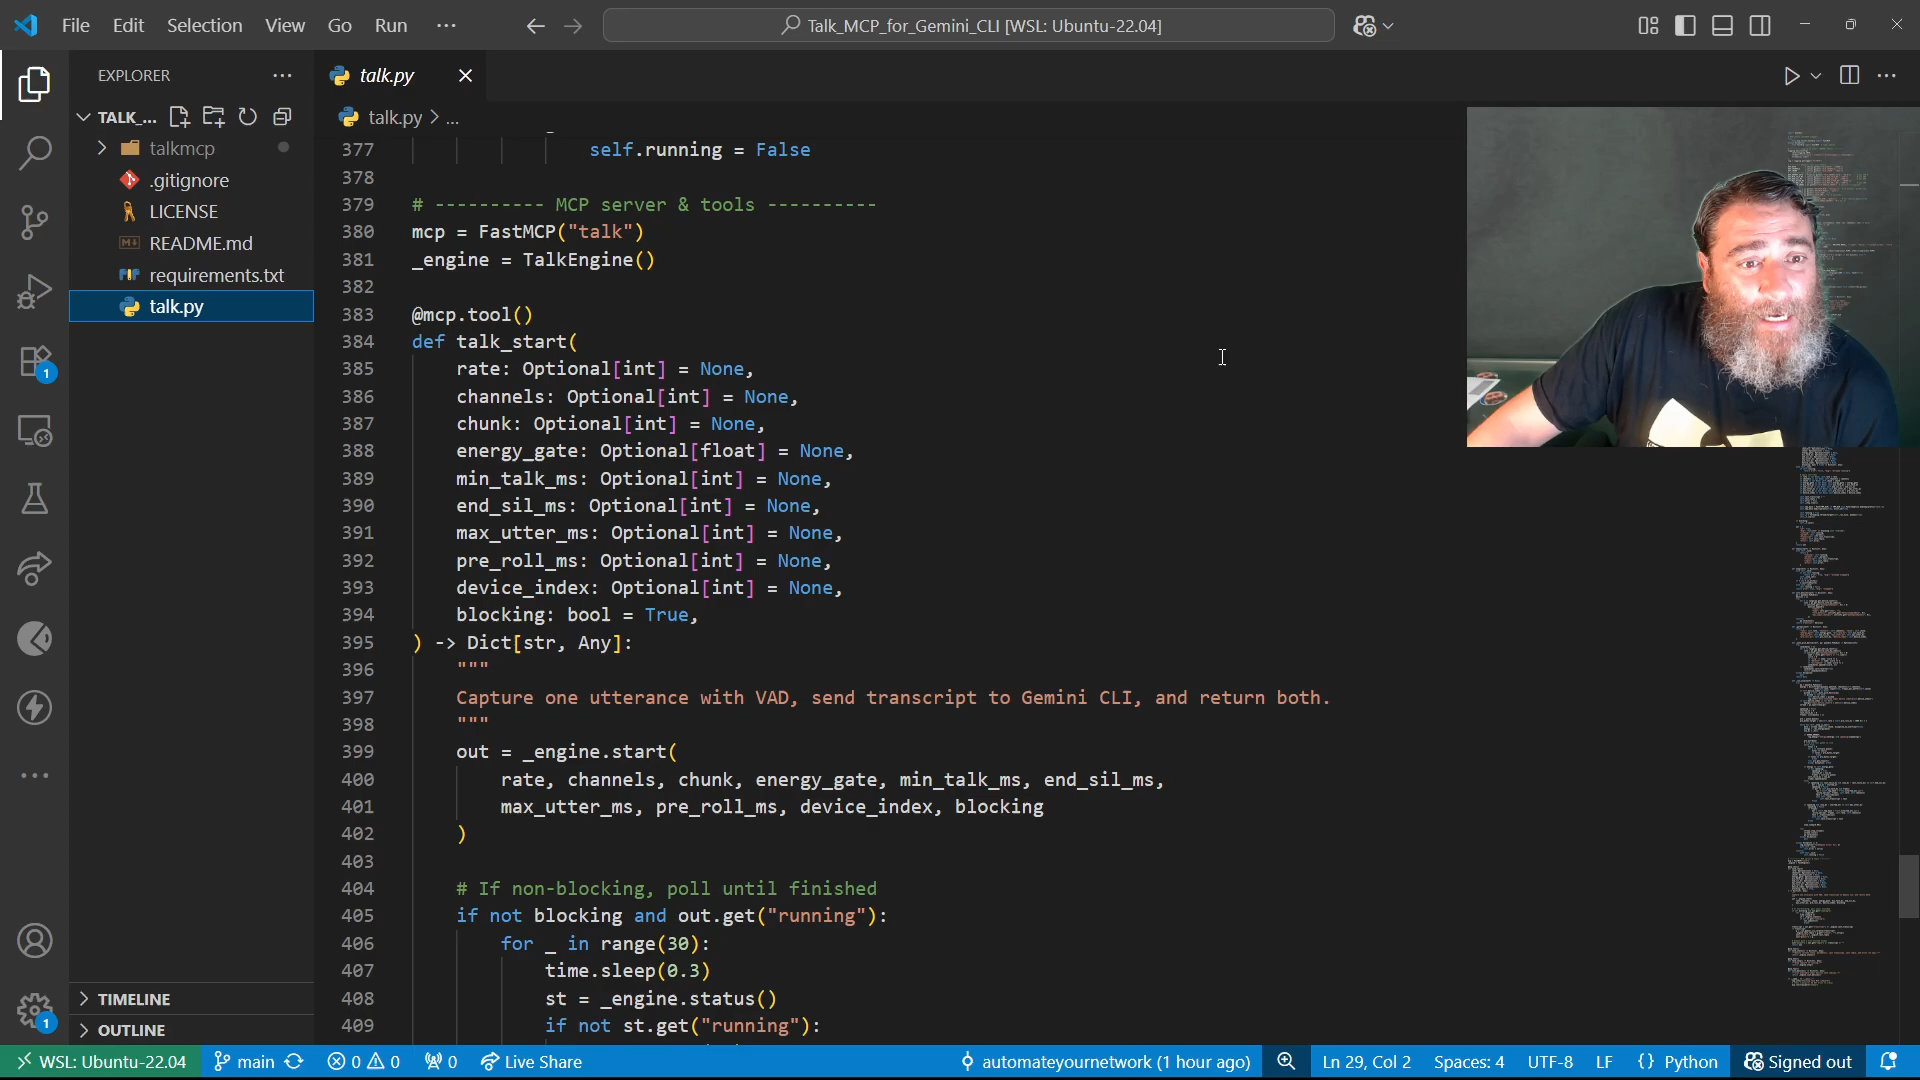 File Edit Selection View Go Run ...
Talk_MCP_for_Gemini_CLI [WSL: Ubuntu-22.04]
EXPLORER
talk.py
TALK_...
talk.py > ...
talkmcp
.gitignore
LICENSE
README.md
requirements.txt
talk.py
377 self.running = False
378
379 # ---------- MCP server & tools ----------
380 mcp = FastMCP("talk")
381 _engine = TalkEngine()
382
383 @mcp.tool()
384 def talk_start(
385 rate: Optional[int] = None,
386 channels: Optional[int] = None,
387 chunk: Optional[int] = None,
388 energy_gate: Optional[float] = None,
389 min_talk_ms: Optional[int] = None,
390 end_sil_ms: Optional[int] = None,
391 max_utter_ms: Optional[int] = None,
392 pre_roll_ms: Optional[int] = None,
393 device_index: Optional[int] = None,
394 blocking: bool = True,
395 ) -> Dict[str, Any]:
396 """
397 Capture one utterance with VAD, send transcript to Gemini CLI, and return both.
398 """
399 out = _engine.start(
400 rate, channels, chunk, energy_gate, min_talk_ms, end_sil_ms,
401 max_utter_ms, pre_roll_ms, device_index, blocking
402 )
403
404 # If non-blocking, poll until finished
405 if not blocking and out.get("running"):
406 for _ in range(30):
407 time.sleep(0.3)
408 st = _engine.status()
409 if not st.get("running"):
1
1
TIMELINE
OUTLINE
WSL: Ubuntu-22.04 main 0 0 0 Live Share automateyournetwork (1 hour ago) Ln 29, Col 2 Spaces: 4 UTF-8 LF {} Python Signed out